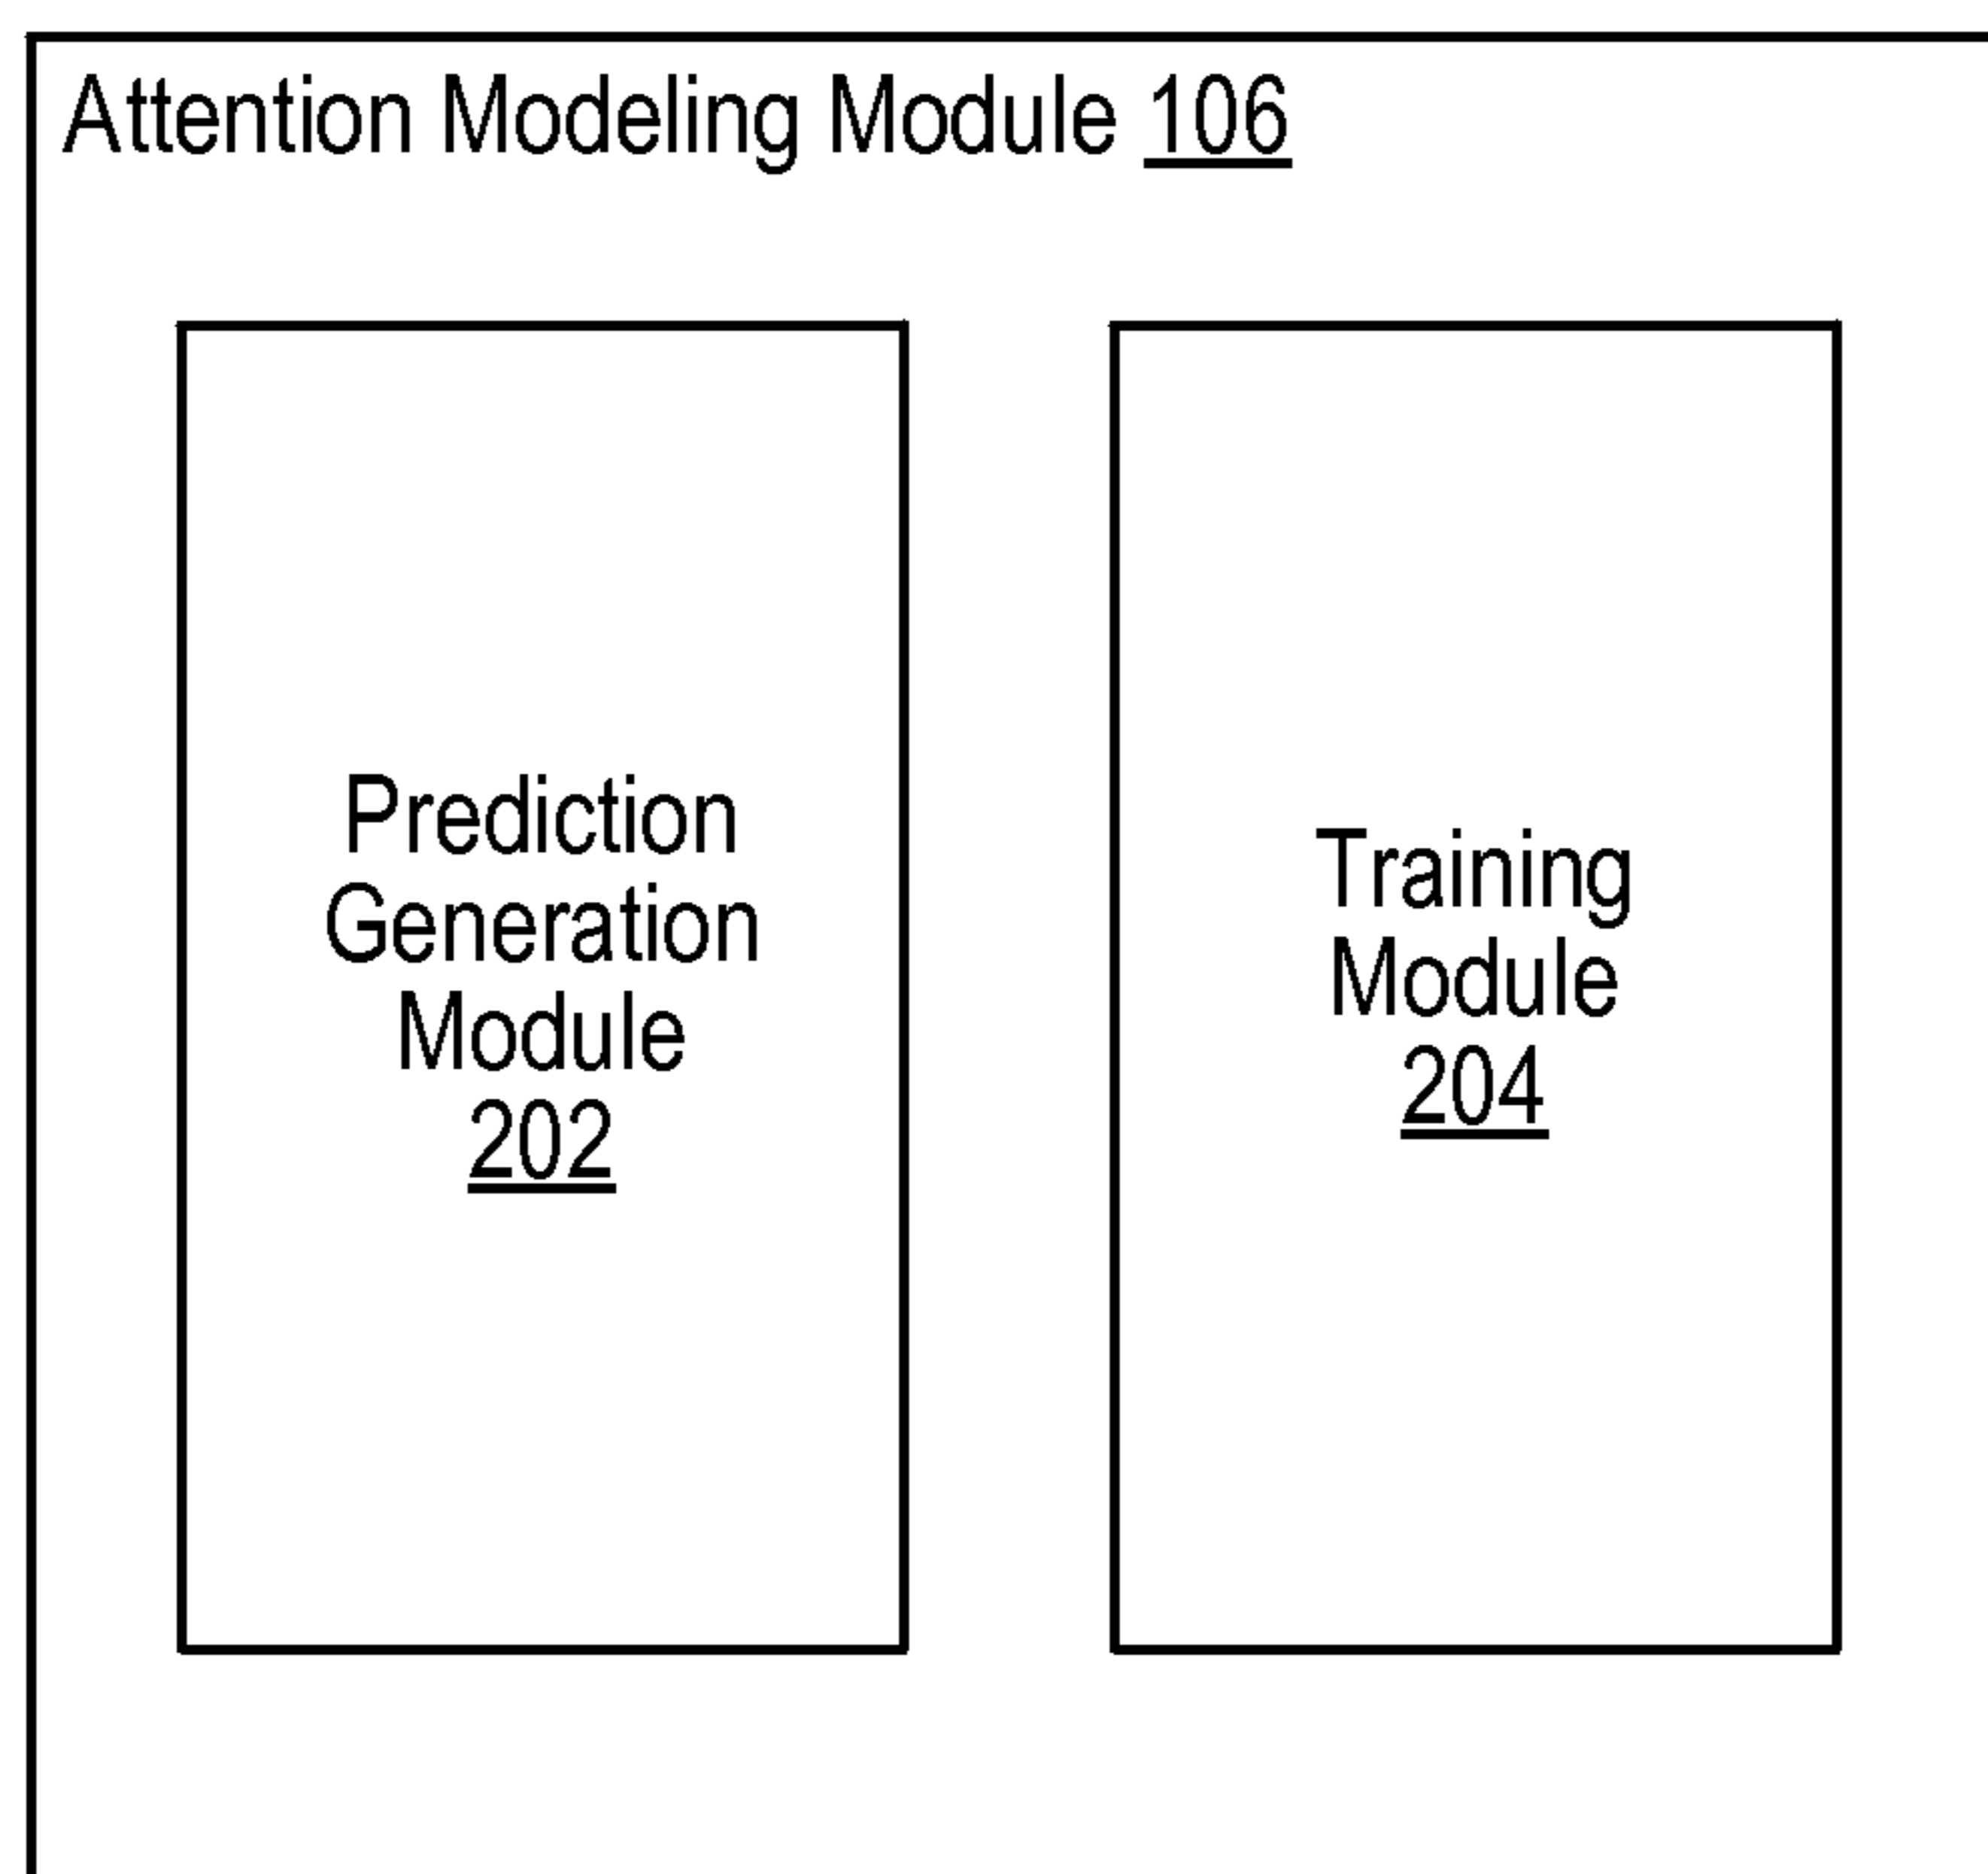 Attention Modeling Module 106
Prediction
Generation
Module
202
Training
Module
204